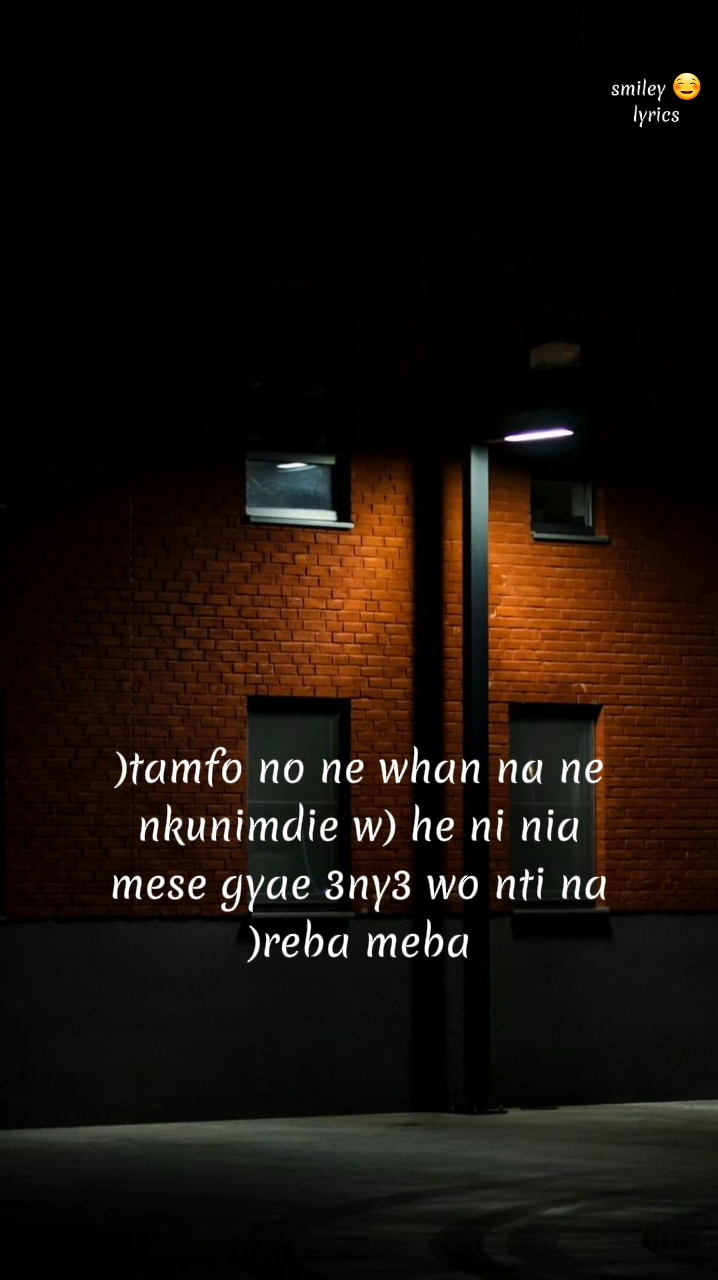 smiley 😊
lyrics
)tamfo no ne whan na ne
nkunimdie w) he ni nia
mese gyae 3ny3 wo nti na
)reba meba